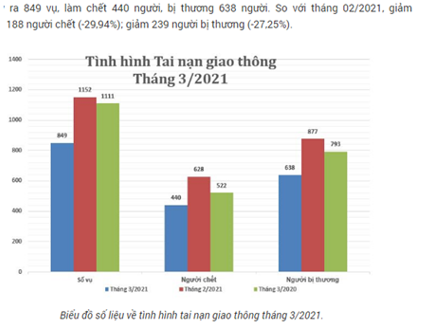 ra 849 vụ, làm chết 440 người, bị thương 638 người. So với tháng 02/2021, giảm
188 người chết (-29,94%); giảm 239 người bị thương (-27.25%).
Tình hình Tai nạn giao thông
Tháng 3/2021
1400
1200
1000
800
600
400
200
0
849
1152
1111
440
628
522
638
877
793
Số vụ
Người chết
Người bị thương
Tháng 3/2021
Tháng 2/2021
Tháng 3/2020
Biểu đồ số liệu về tình hình tai nạn giao thông tháng 3/2021.